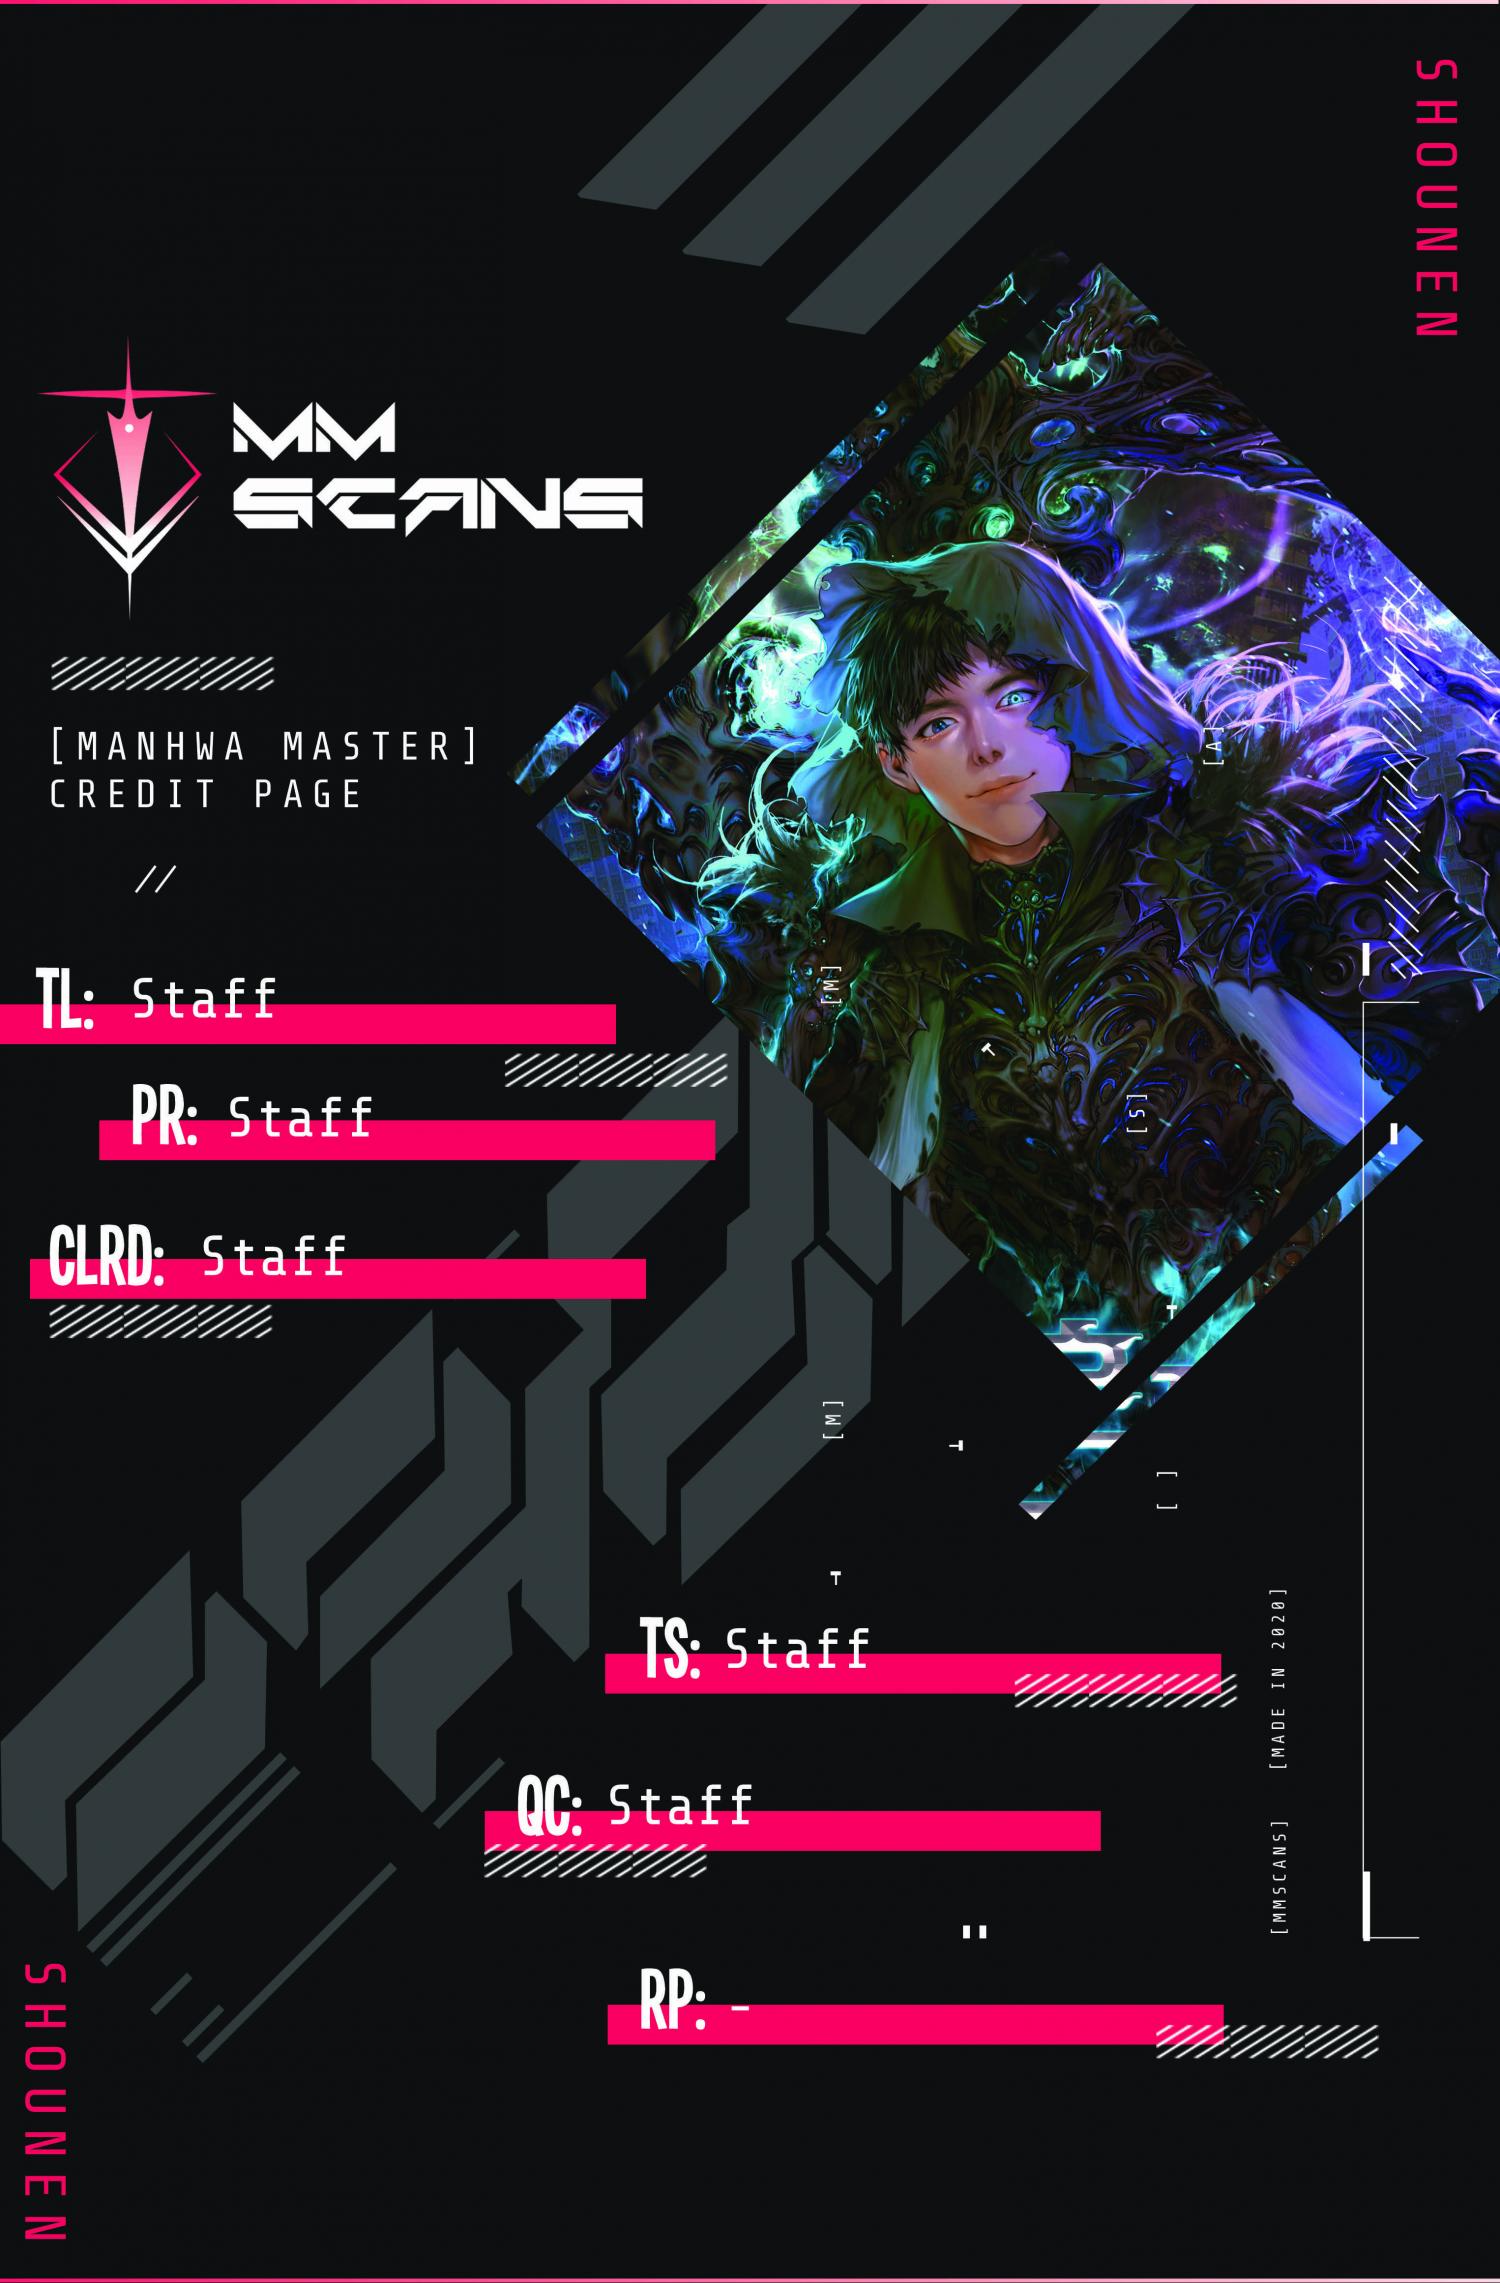 SHOUNEN
MM
SCANS
[MANHWA MASTER]
CREDIT PAGE
//
[A]
[M]
TL: Staff
T
[S]
PR: Staff
CLRD: Staff
T
[M]
T
[ ]
T
TS: Staff
[MADE IN 2020]
QC: Staff
[MMSCANS]
RP: -
SHOUNEN